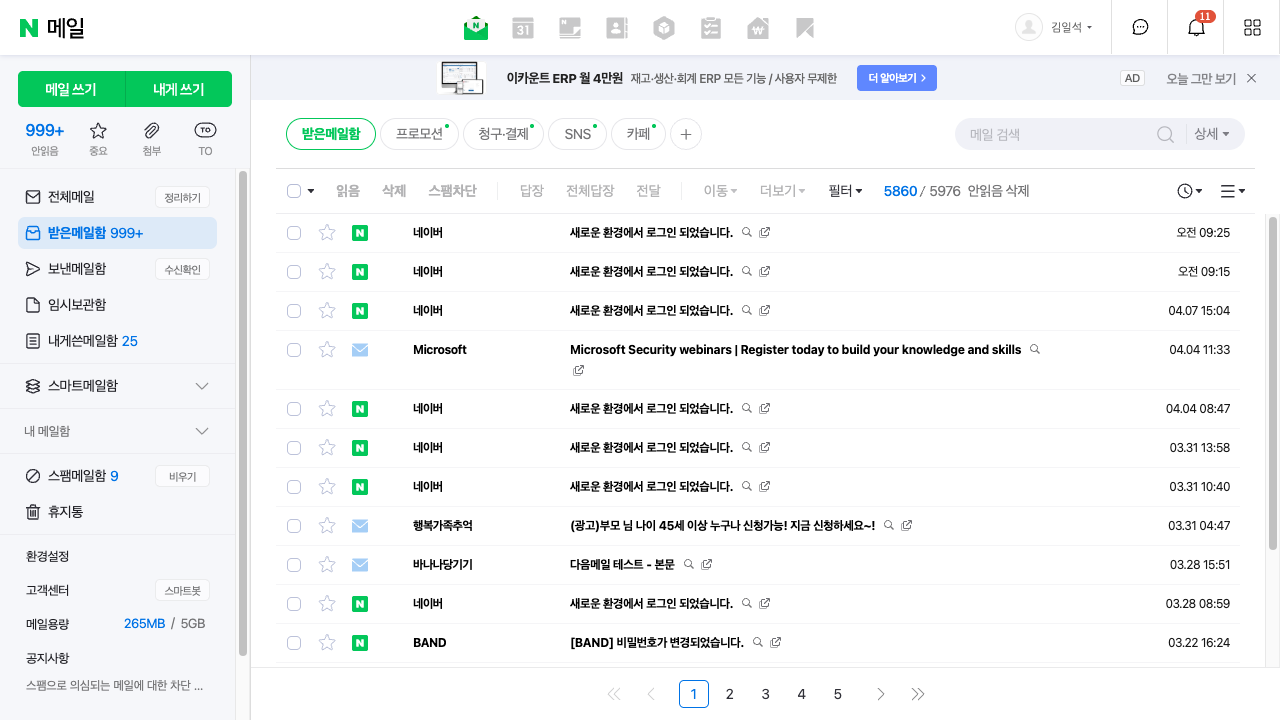 메일
31
₩
김일석
11
메일 쓰기
내게 쓰기
999+
안읽음
중요
첨부
TO
TO
전체메일
정리하기
받은메일함 999+
보낸메일함
수신확인
임시보관함
내게쓴메일함 25
스마트메일함
내 메일함
스팸메일함 9
비우기
휴지통
환경설정
고객센터
스마트봇
메일용량
265MB / 5GB
공지사항
스팸으로 의심되는 메일에 대한 차단 ...
이카운트 ERP 월 4만원 재고·생산·회계 ERP 모든 기능 / 사용자 무제한
더 알아보기
AD
오늘 그만 보기
받은메일함
프로모션
청구·결제
SNS
카페
메일 검색
상세
읽음 삭제 스팸차단 답장 전체답장 전달 이동 더보기 필터 5860 / 5976 안읽음 삭제
네이버 새로운 환경에서 로그인 되었습니다. 오전 09:25
네이버 새로운 환경에서 로그인 되었습니다. 오전 09:15
네이버 새로운 환경에서 로그인 되었습니다. 04.07 15:04
Microsoft Microsoft Security webinars | Register today to build your knowledge and skills 04.04 11:33
네이버 새로운 환경에서 로그인 되었습니다. 04.04 08:47
네이버 새로운 환경에서 로그인 되었습니다. 03.31 13:58
네이버 새로운 환경에서 로그인 되었습니다. 03.31 10:40
행복가족추억 (광고)부모 님 나이 45세 이상 누구나 신청가능! 지금 신청하세요~! 03.31 04:47
바나나당기기 다음메일 테스트 - 본문 03.28 15:51
네이버 새로운 환경에서 로그인 되었습니다. 03.28 08:59
BAND [BAND] 비밀번호가 변경되었습니다. 03.22 16:24
1 2 3 4 5